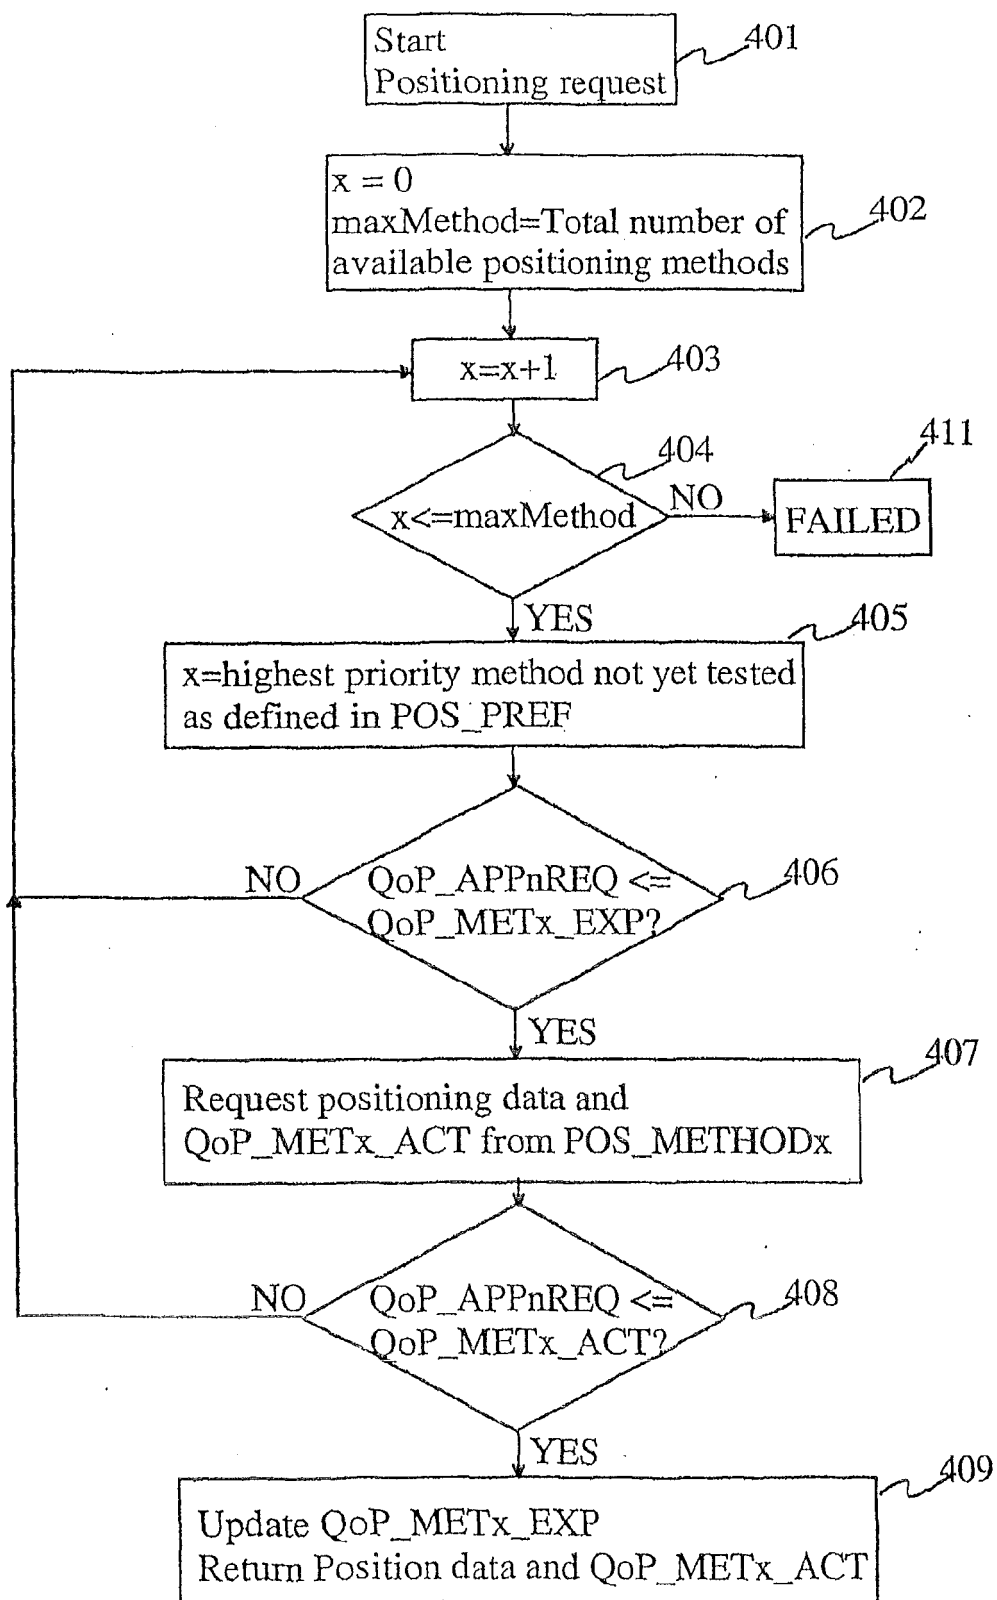 Start
Positioning request
401
x = 0
maxMethod=Total number of
available positioning methods
402
x=x+1
403
404
x<=maxMethod
NO
411
FAILED
YES
405
x=highest priority method not yet tested
as defined in POS_PREF
NO
QoP_APPnREQ <=
QoP_METx_EXP?
406
YES
407
Request positioning data and
QoP_METx_ACT from POS_METHODx
NO
QoP_APPnREQ <=
QoP_METx_ACT?
408
YES
409
Update QoP_METx_EXP
Return Position data and QoP_METx_ACT